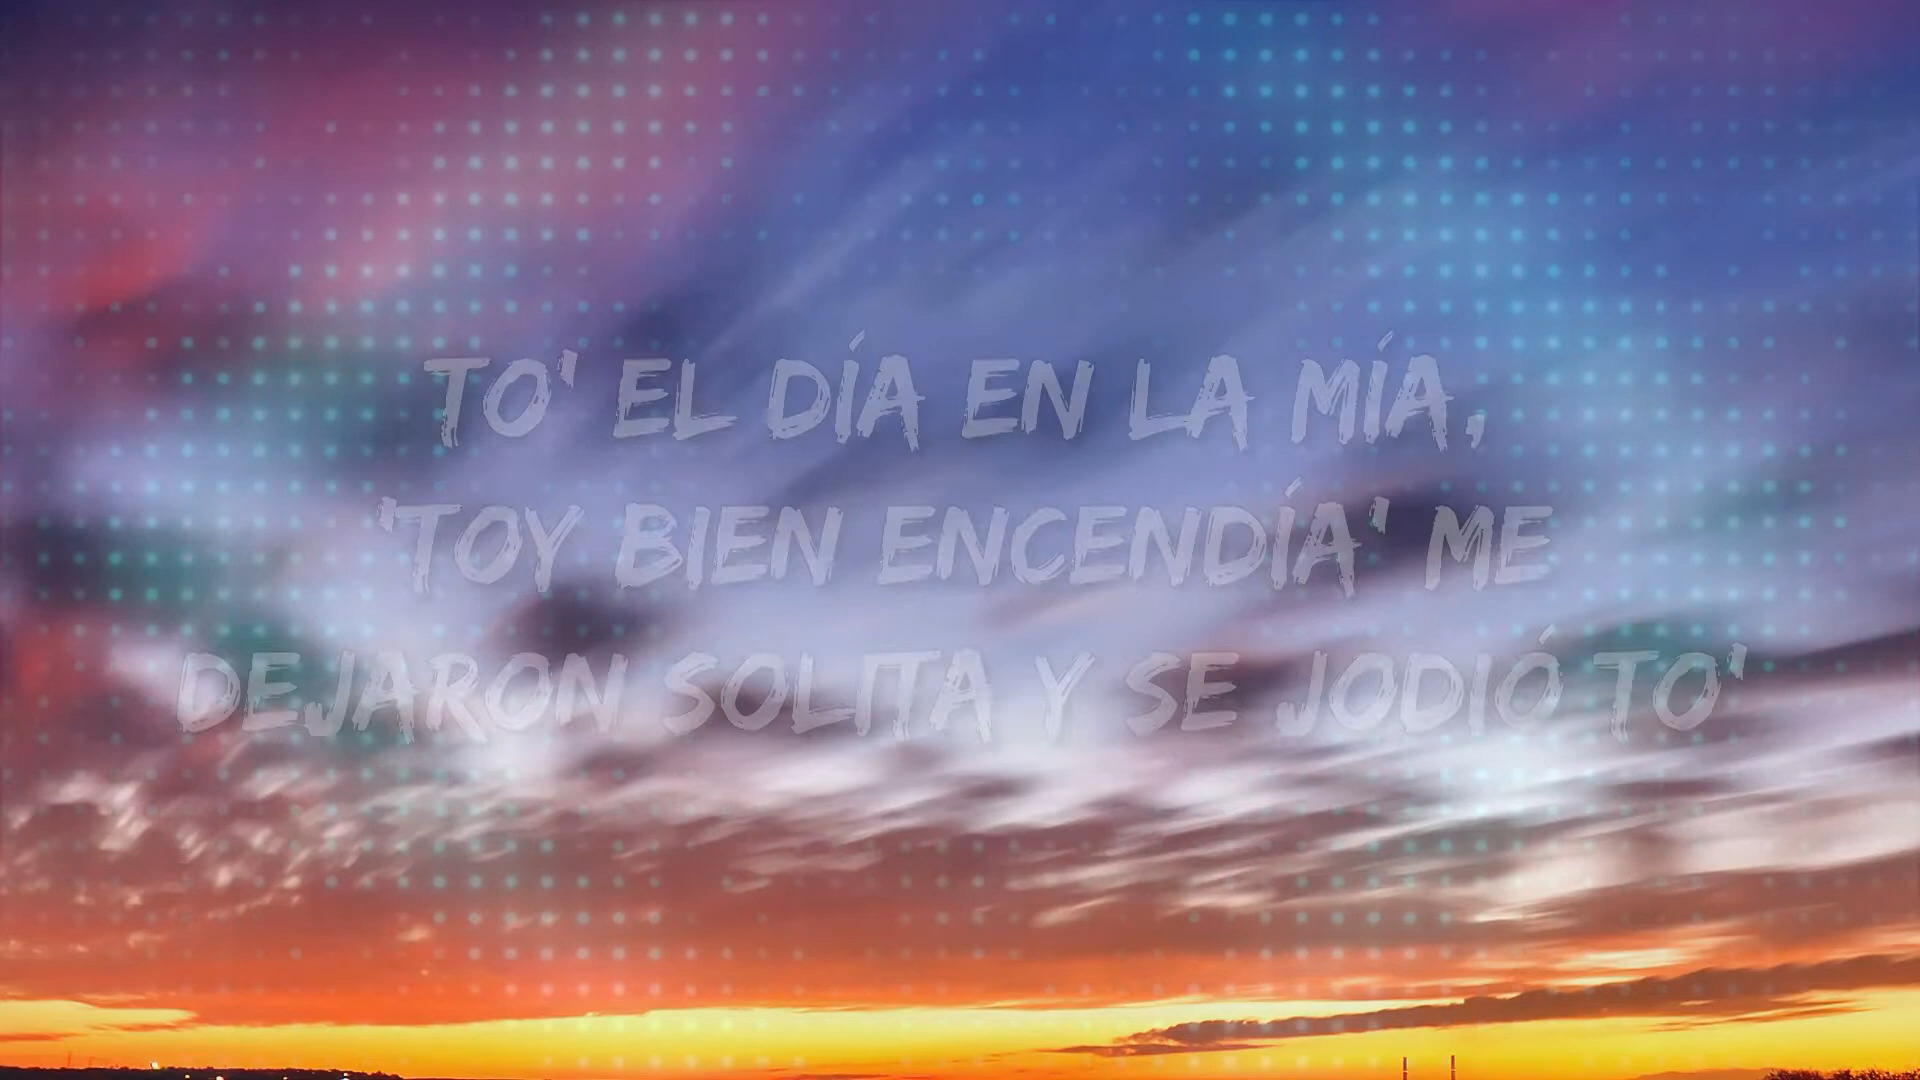 TO' EL DÍA EN LA MÍA,
'TOY BIEN ENCENDÍA' ME
DEJARON SOLITA Y SE JODIÓ TO'